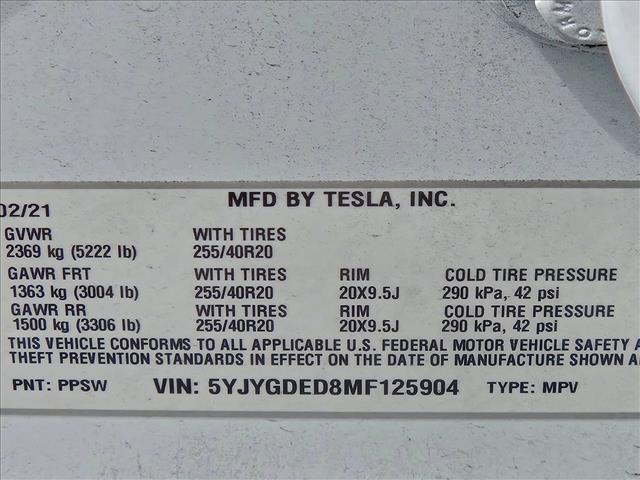 02/21 MFD BY TESLA, INC.
GVWR WITH TIRES
2369 kg (5222 lb) 255/40R20
GAWR FRT WITH TIRES RIM COLD TIRE PRESSURE
1363 kg (3004 lb) 255/40R20 20X9.5J 290 kPa, 42 psi
GAWR RR WITH TIRES RIM COLD TIRE PRESSURE
1500 kg (3306 lb) 255/40R20 20X9.5J 290 kPa, 42 psi
THIS VEHICLE CONFORMS TO ALL APPLICABLE U.S. FEDERAL MOTOR VEHICLE SAFETY
THEFT PREVENTION STANDARDS IN EFFECT ON THE DATE OF MANUFACTURE SHOWN
PNT: PPSW VIN: 5YJYGDED8MF125904 TYPE: MPV